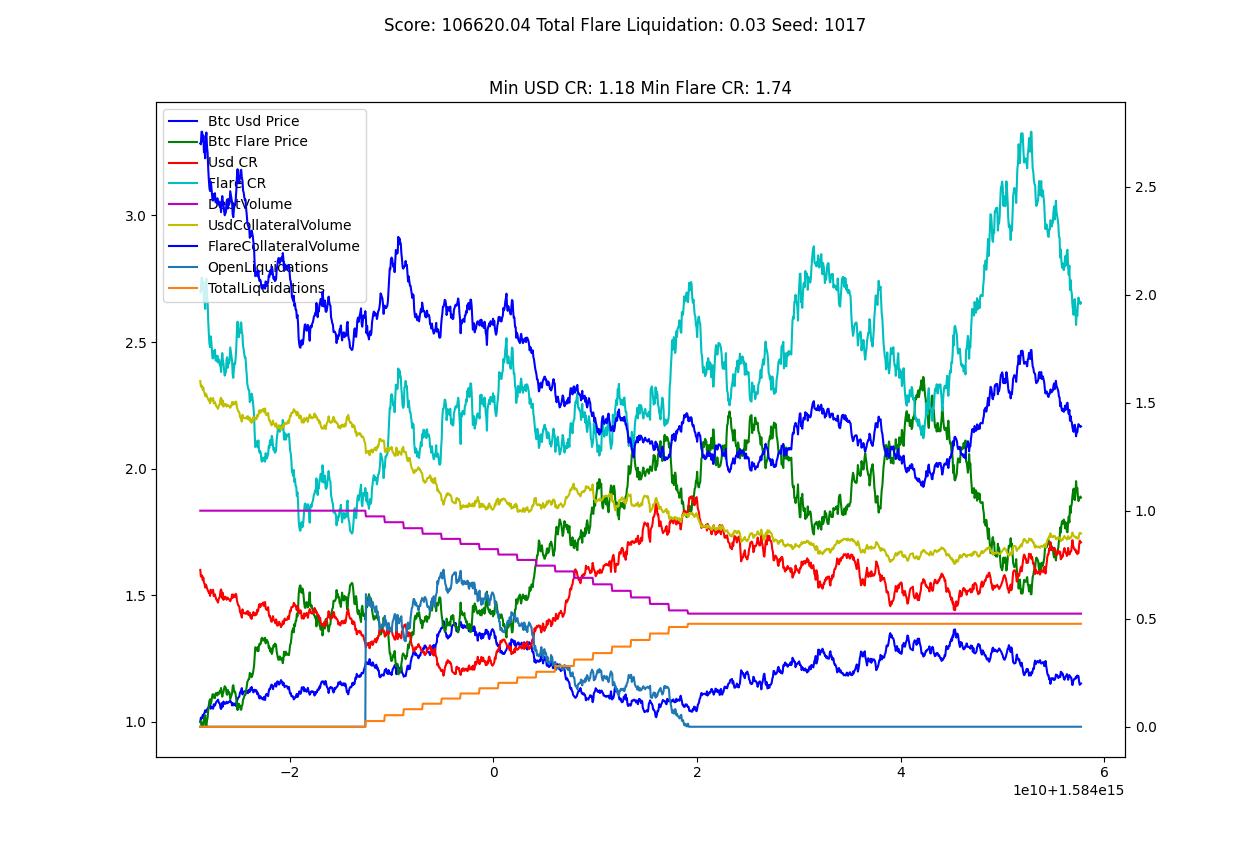 Score: 106620.04 Total Flare Liquidation: 0.03 Seed: 1017
Min USD CR: 1.18 Min Flare CR: 1.74
Btc Usd Price
Btc Flare Price
Usd CR
Flare CR
DebtVolume
UsdCollateralVolume
FlareCollateralVolume
OpenLiquidations
TotalLiquidations
3.0
2.5
2.0
1.5
1.0
2.5
2.0
1.5
1.0
0.5
0.0
−2
0
2
4
6
1e10+1.584e15